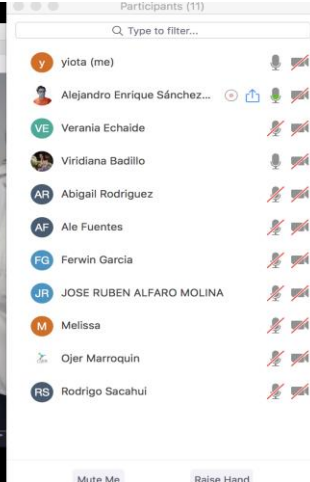 Participants (11)
Type to filter...
y yiota (me)
Alejandro Enrique Sánchez...
VE Verania Echaide
Viridiana Badillo
AR Abigail Rodriguez
AF Ale Fuentes
FG Ferwin Garcia
JR JOSE RUBEN ALFARO MOLINA
M Melissa
Ojer Marroquin
RS Rodrigo Sacahui
Mute Me Raise Hand